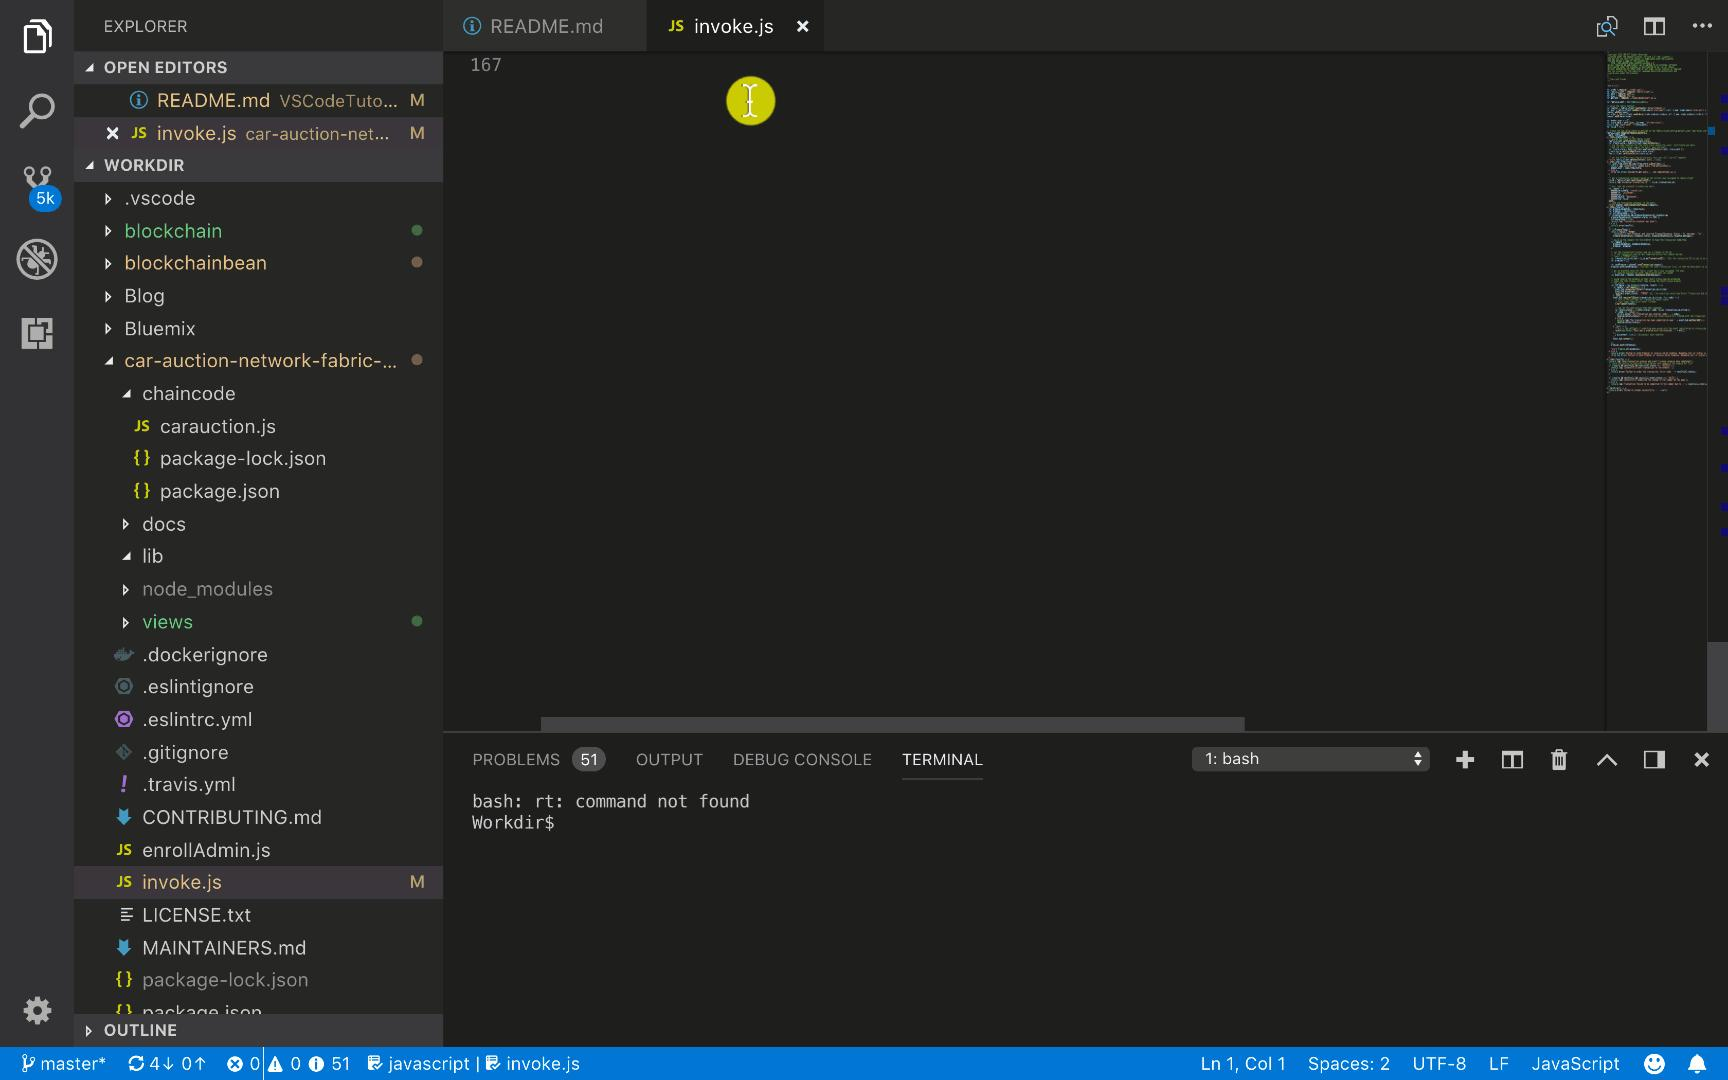 EXPLORER
OPEN EDITORS
README.md VSCodeTuto... M
JS invoke.js car-auction-net... M
WORKDIR
.vscode
blockchain
blockchainbean
Blog
Bluemix
car-auction-network-fabric-...
chaincode
JS carauction.js
{} package-lock.json
{} package.json
docs
lib
node_modules
views
.dockerignore
.eslintignore
.eslintrc.yml
.gitignore
! .travis.yml
CONTRIBUTING.md
JS enrollAdmin.js
JS invoke.js M
LICENSE.txt
MAINTAINERS.md
{} package-lock.json
{} package.json
OUTLINE
5k
README.md
JS invoke.js
167
PROBLEMS 51 OUTPUT DEBUG CONSOLE TERMINAL 1: bash
bash: rt: command not found
Workdir$
master* 4↓ 0↑ 0 0 51 javascript | invoke.js Ln 1, Col 1 Spaces: 2 UTF-8 LF JavaScript